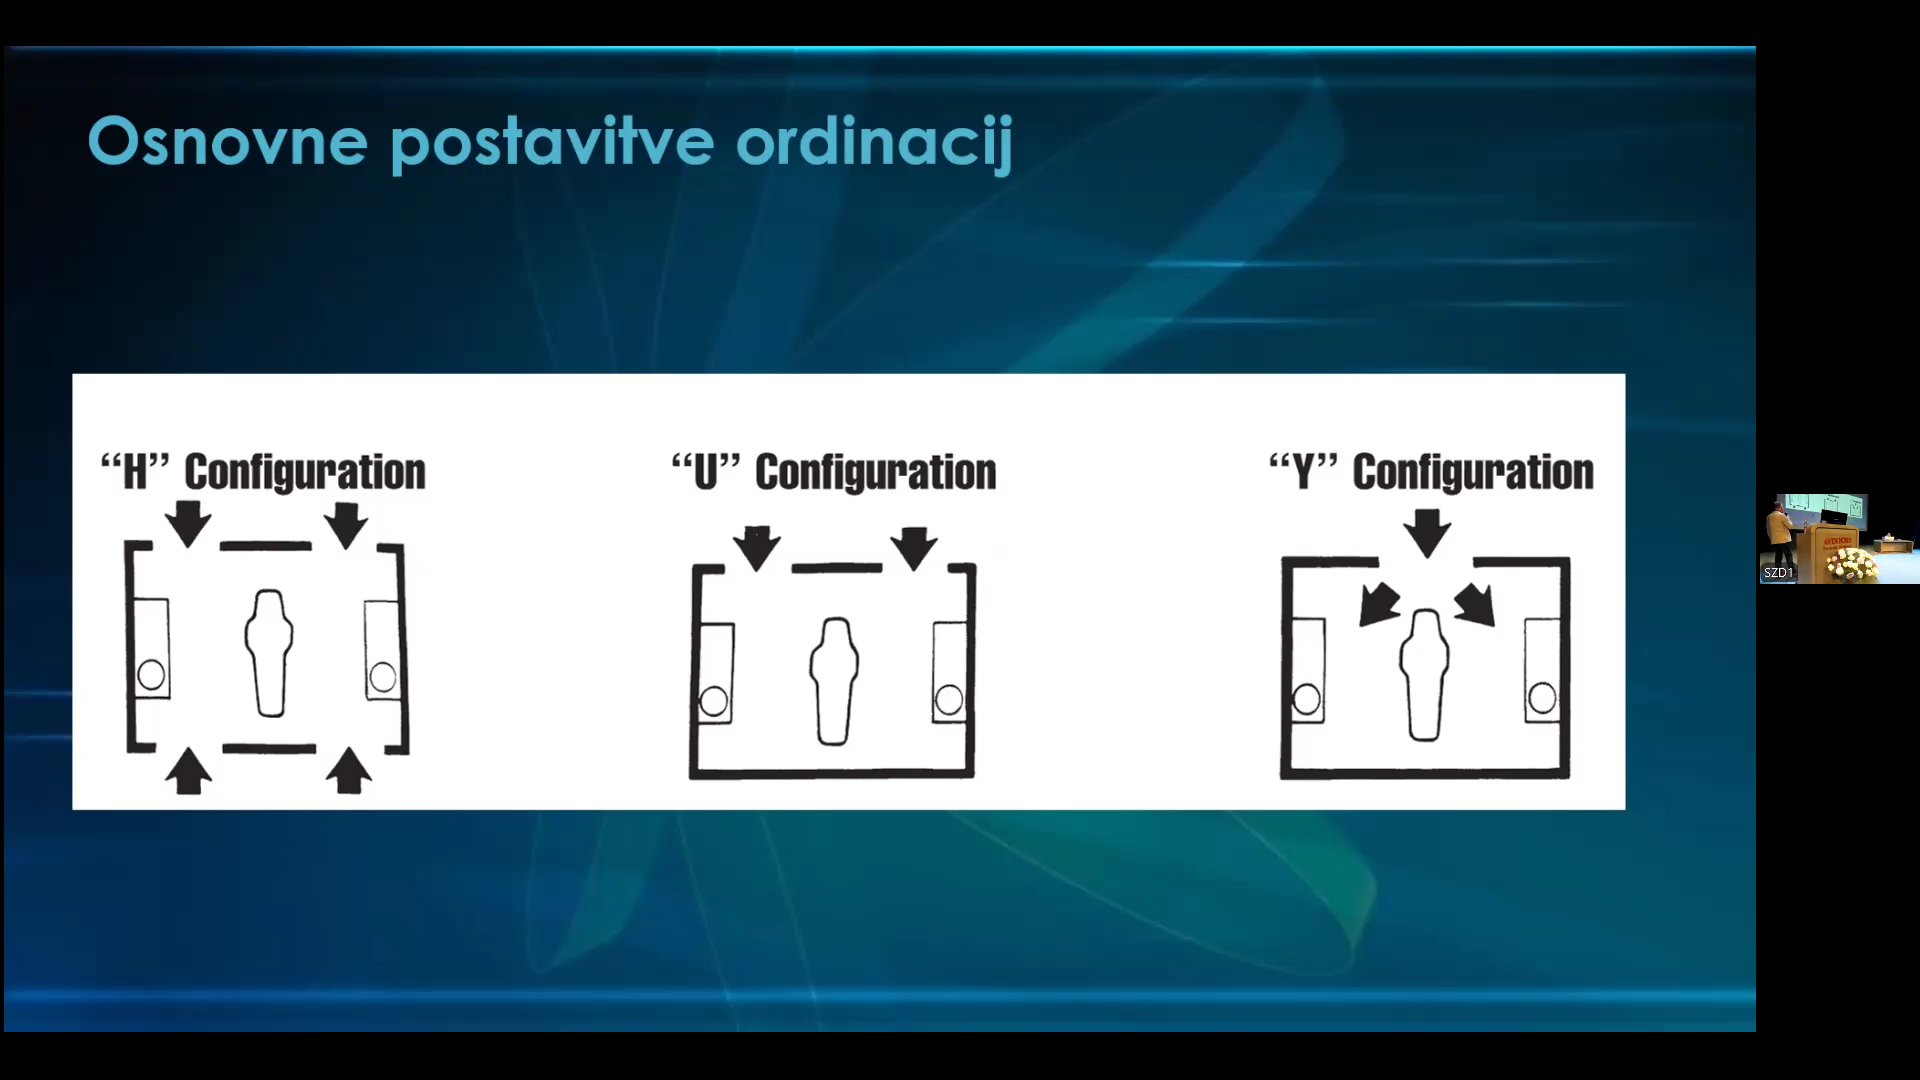 Osnovne postavitve ordinacij
“H” Configuration
“U” Configuration
“Y” Configuration
SZD1